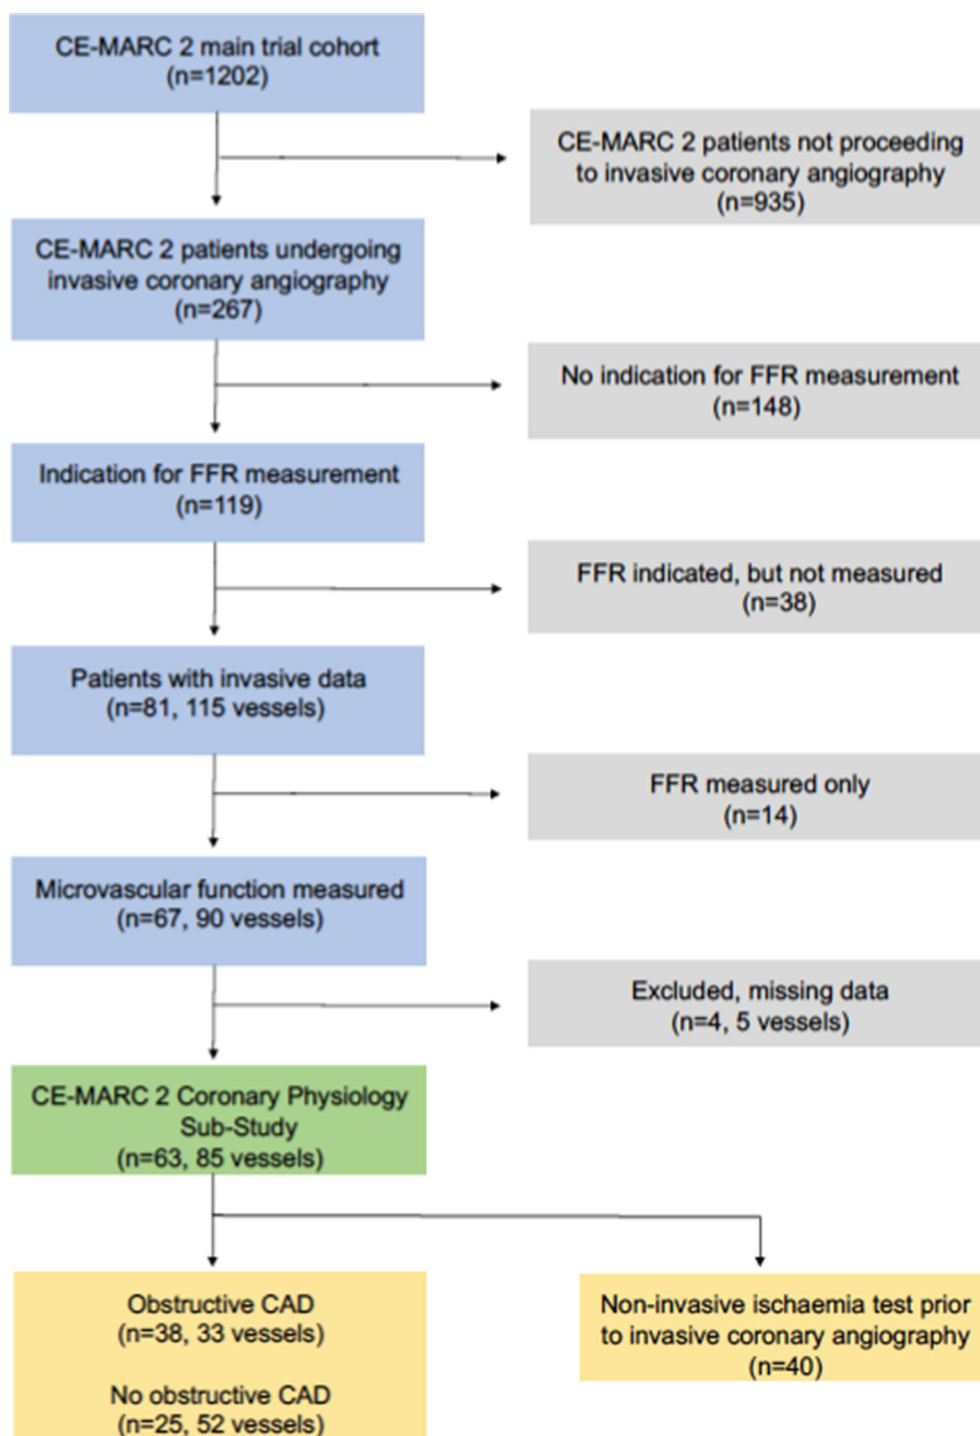 CE-MARC 2 main trial cohort
(n=1202)
CE-MARC 2 patients not proceeding
to invasive coronary angiography
(n=935)
CE-MARC 2 patients undergoing
invasive coronary angiography
(n=267)
No indication for FFR measurement
(n=148)
Indication for FFR measurement
(n=119)
FFR indicated, but not measured
(n=38)
Patients with invasive data
(n=81, 115 vessels)
FFR measured only
(n=14)
Microvascular function measured
(n=67, 90 vessels)
Excluded, missing data
(n=4, 5 vessels)
CE-MARC 2 Coronary Physiology
Sub-Study
(n=63, 85 vessels)
Obstructive CAD
(n=38, 33 vessels)
No obstructive CAD
(n=25, 52 vessels)
Non-invasive ischaemia test prior
to invasive coronary angiography
(n=40)